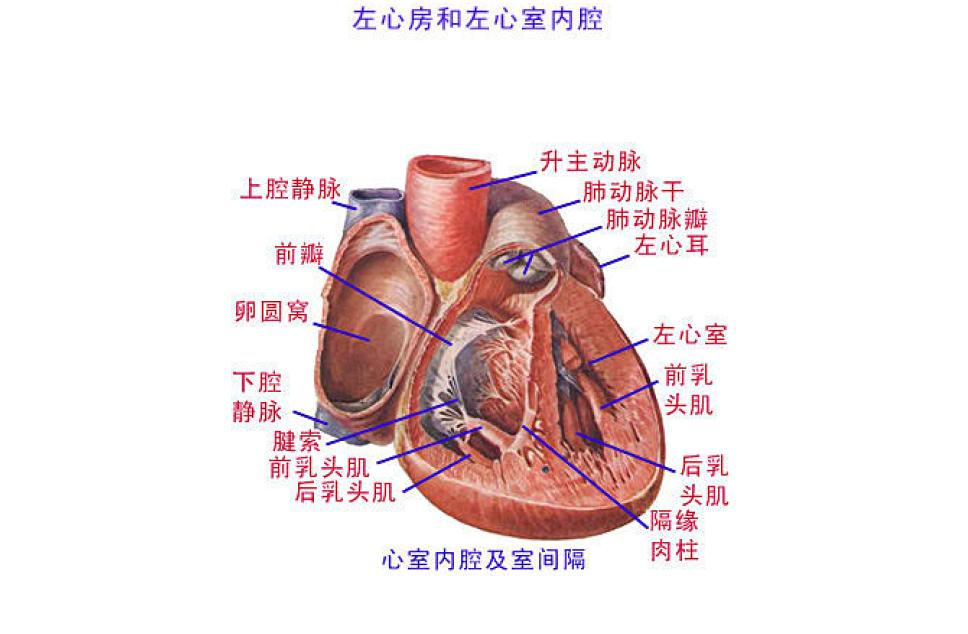 左心房和左心室内腔
升主动脉
上腔静脉
肺动脉干
肺动脉瓣
左心耳
前瓣
卵圆窝
左心室
下腔
静脉
前乳
头肌
腱索
前乳头肌
后乳头肌
后乳
头肌
隔缘
肉柱
心室内腔及室间隔